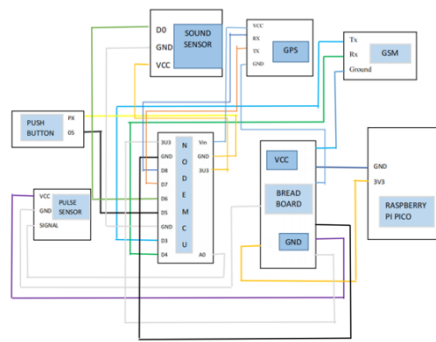 D0
GND
VCC
SOUND
SENSOR
VCC
RX
TS
GND
GPS
Tx
Rx
Ground
GSM
PUSH
BUTTON
PX
GS
3U3
GND
D8
D7
D6
D5
GND
D3
D4
N
O
D
E
M
C
U
Vin
GND
3U3
A0
VCC
BREAD
BOARD
GND
GND
3V3
RASPBERRY
PI PICO
VCC
GND
SIGNAL
PULSE
SENSOR